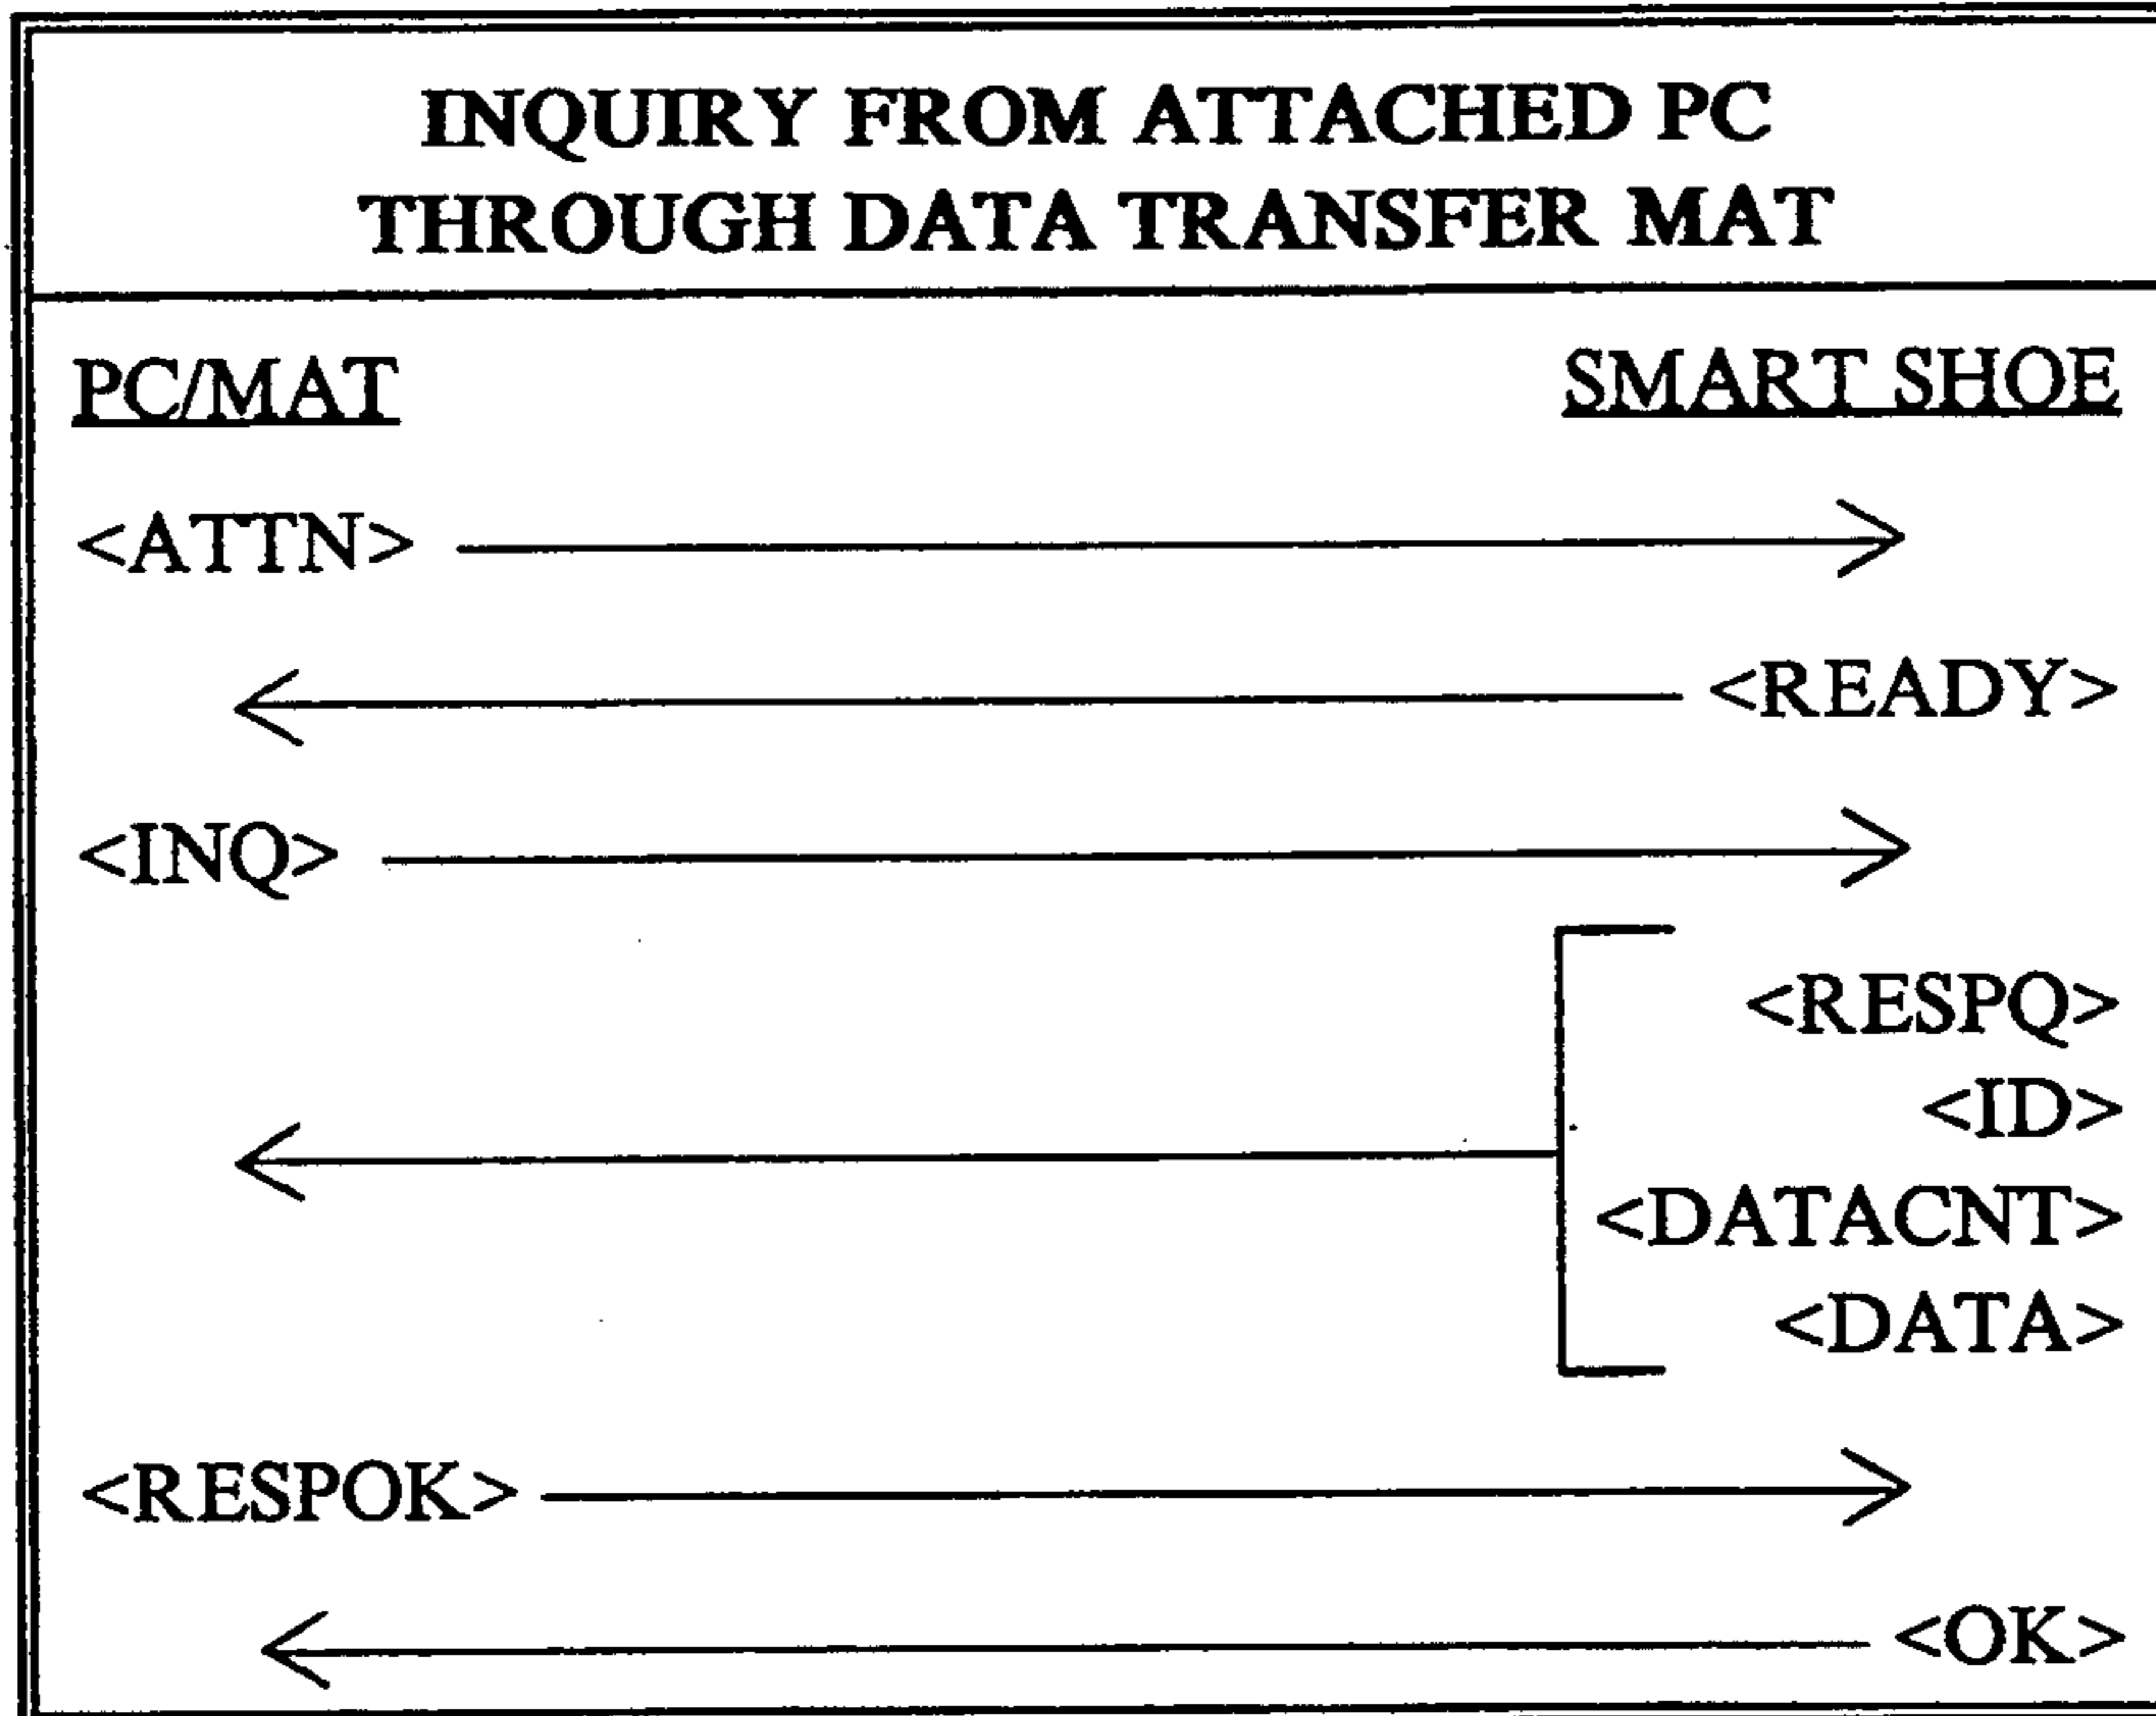 INQUIRY FROM ATTACHED PC
THROUGH DATA TRANSFER MAT
PC/MAT SMART SHOE
<ATTN>
<READY>
<INQ>
<RESPQ>
<ID>
<DATACNT>
<DATA>
<RESPOK>
<OK>